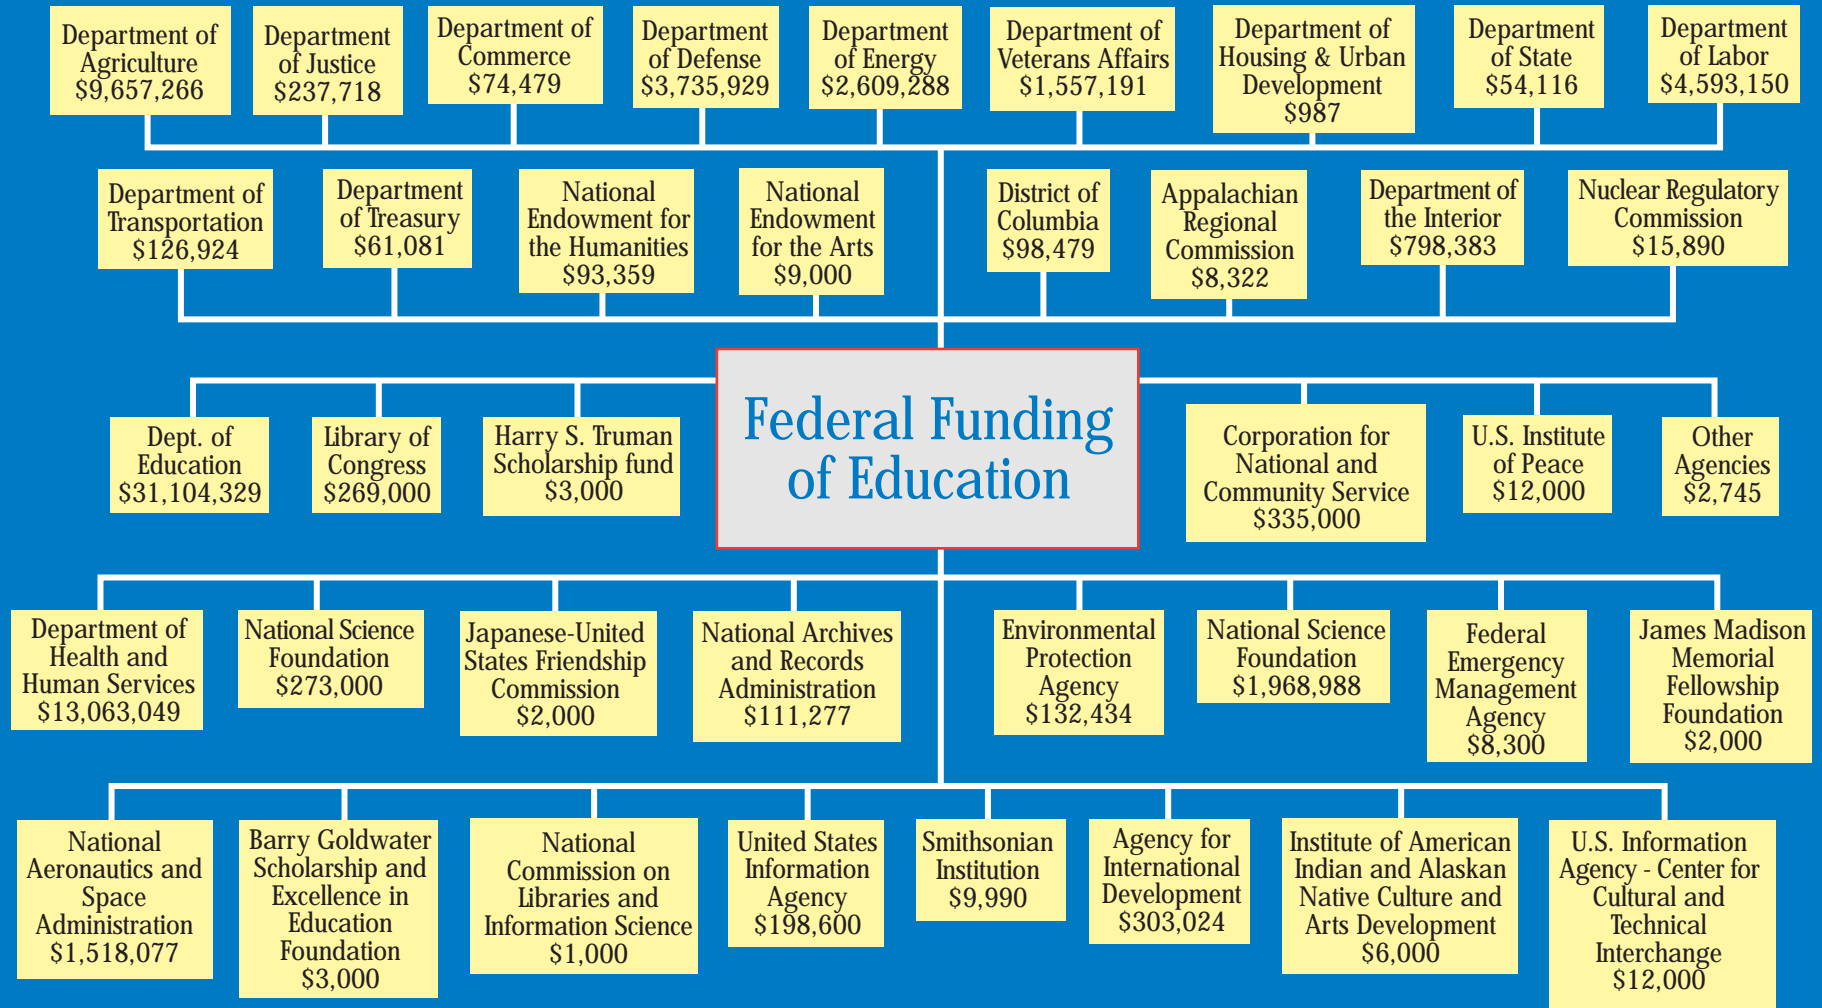 Department of
Agriculture
$9,657,266
Department
of Justice
$237,718
Department of
Commerce
$74,479
Department
of Defense
$3,735,929
Department
of Energy
$2,609,288
Department of
Veterans Affairs
$1,557,191
Department of
Housing & Urban
Development
$987
Department
of State
$54,116
Department
of Labor
$4,593,150
Department of
Transportation
$126,924
Department
of Treasury
$61,081
National
Endowment for
the Humanities
$93,359
National
Endowment
for the Arts
$9,000
District of
Columbia
$98,479
Appalachian
Regional
Commission
$8,322
Department of
the Interior
$798,383
Nuclear Regulatory
Commission
$15,890
Dept. of
Education
$31,104,329
Library of
Congress
$269,000
Harry S. Truman
Scholarship fund
$3,000
Federal Funding
of Education
Corporation for
National and
Community Service
$335,000
U.S. Institute
of Peace
$12,000
Other
Agencies
$2,745
Department of
Health and
Human Services
$13,063,049
National Science
Foundation
$273,000
Japanese-United
States Friendship
Commission
$2,000
National Archives
and Records
Administration
$111,277
Environmental
Protection
Agency
$132,434
National Science
Foundation
$1,968,988
Federal
Emergency
Management
Agency
$8,300
James Madison
Memorial
Fellowship
Foundation
$2,000
National
Aeronautics and
Space
Administration
$1,518,077
Barry Goldwater
Scholarship and
Excellence in
Education
Foundation
$3,000
National
Commission on
Libraries and
Information Science
$1,000
United States
Information
Agency
$198,600
Smithsonian
Institution
$9,990
Agency for
International
Development
$303,024
Institute of American
Indian and Alaskan
Native Culture and
Arts Development
$6,000
U.S. Information
Agency - Center for
Cultural and
Technical
Interchange
$12,000